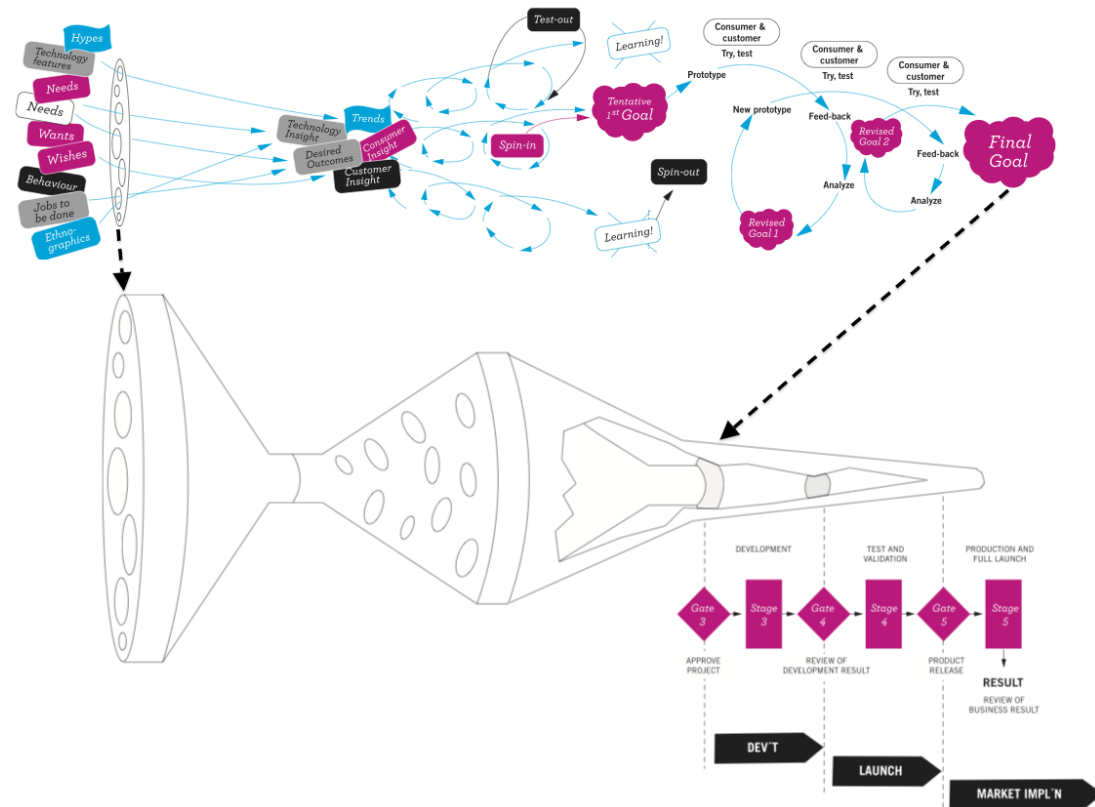 Hypes
Technology
features
Needs
Needs
Wants
Wishes
Behaviour
Jobs to
be done
Ethno-
graphics
Technology
Insight
Trends
Desired
Outcomes
Consumer
Insight
Customer
Insight
Test-out
Spin-in
Learning!
Tentative
1st Goal
Spin-out
Learning!
Prototype
Consumer &
customer
Try, test
New prototype
Feed-back
Analyze
Revised
Goal 1
Consumer &
customer
Try, test
Revised
Goal 2
Consumer &
customer
Try, test
Feed-back
Analyze
Final
Goal
DEVELOPMENT
TEST AND
VALIDATION
PRODUCTION AND
FULL LAUNCH
Gate
3
Stage
3
Gate
4
Stage
4
Gate
5
Stage
5
APPROVE
PROJECT
REVIEW OF
DEVELOPMENT RESULT
PRODUCT
RELEASE
RESULT
REVIEW OF
BUSINESS RESULT
DEV´T
LAUNCH
MARKET IMPL´N